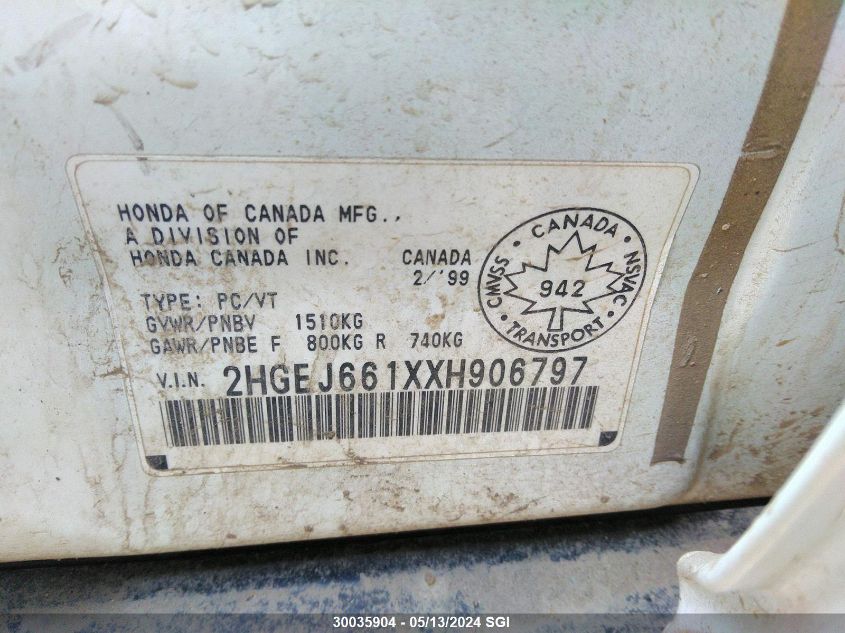 HONDA OF CANADA MFG.,
A DIVISION OF
HONDA CANADA INC. CANADA
2/'99
TYPE: PC/VT
GVWR/PNBV 1510KG
GAWR/PNBE F 800KG R 740KG
V.I.N. 2HGEJ661XXH906797
CANADA
CMVSS · NSVAC
942
TRANSPORT
30035904 - 05/13/2024 SGI